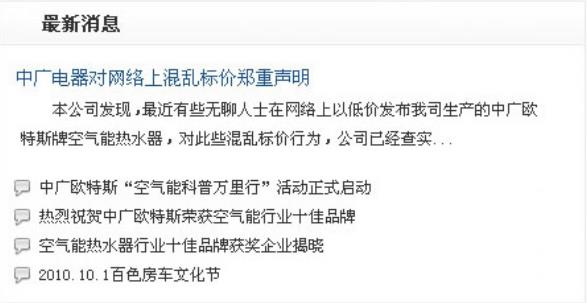 最新消息
中广电器对网络上混乱标价郑重声明
本公司发现,最近有些无聊人士在网络上以低价发布我司生产的中广欧
特斯牌空气能热水器，对此些混乱标价行为，公司已经查实...
中广欧特斯“空气能科普万里行”活动正式启动
热烈祝贺中广欧特斯荣获空气能行业十佳品牌
空气能热水器行业十佳品牌获奖企业揭晓
2010.10.1百色房车文化节